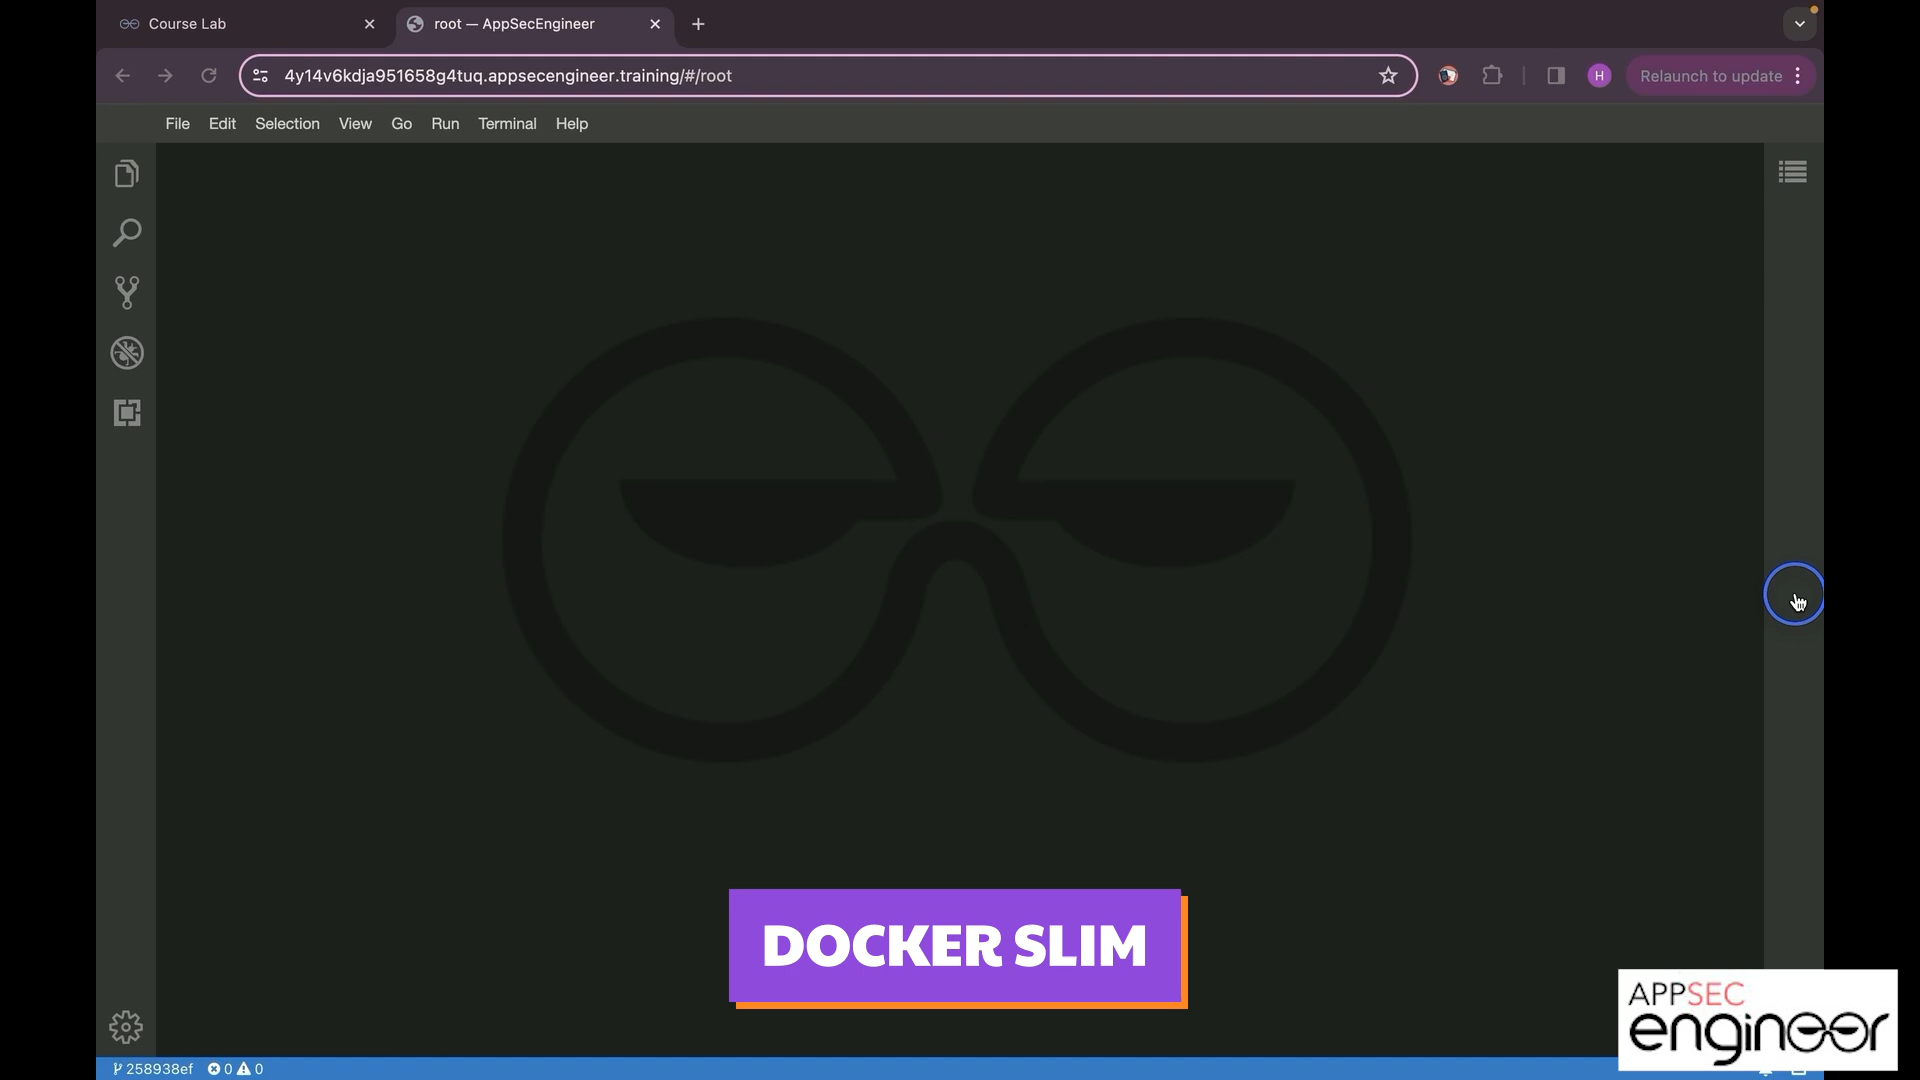 Course Lab
root — AppSecEngineer
4y14v6kdja951658g4tuq.appsecengineer.training/#/root
H
Relaunch to update
File Edit Selection View Go Run Terminal Help
DOCKER SLIM
APPSEC
engineer
258938ef 0 0